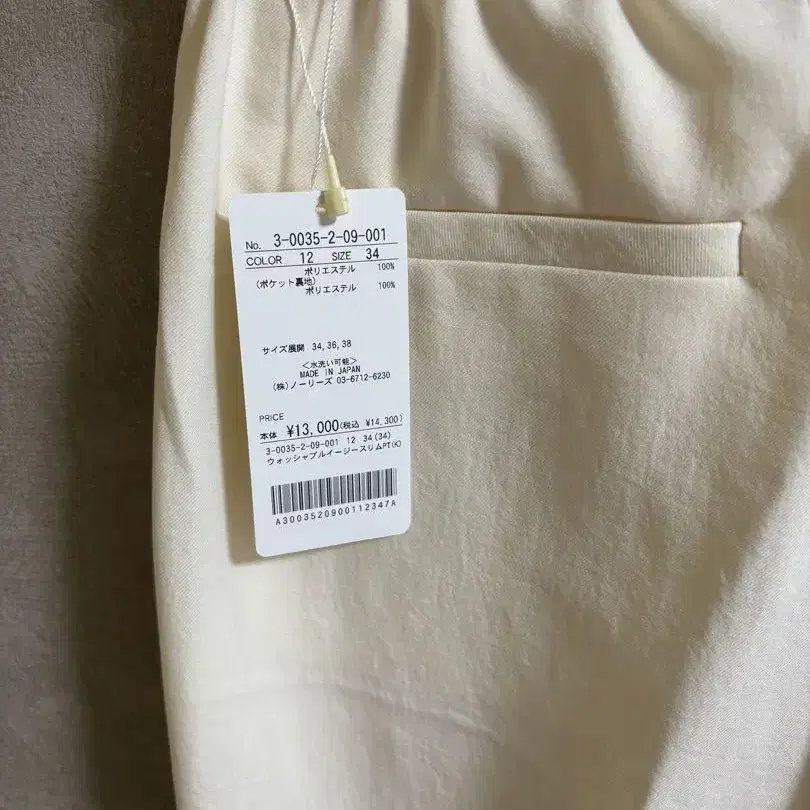 No. 3-0035-2-09-001
COLOR 12 SIZE 34
ポリエステル 100%
(ポケット裏地)
ポリエステル 100%
サイズ展開 34,36,38
<水洗い可能>
MADE IN JAPAN
(株)ノーリーズ 03-6712-6230
PRICE
本体 ¥13,000(税込 ¥14,300)
3-0035-2-09-001 12 34(34)
ウォッシャブルイージースリムPT(K)
A3003520900112347A